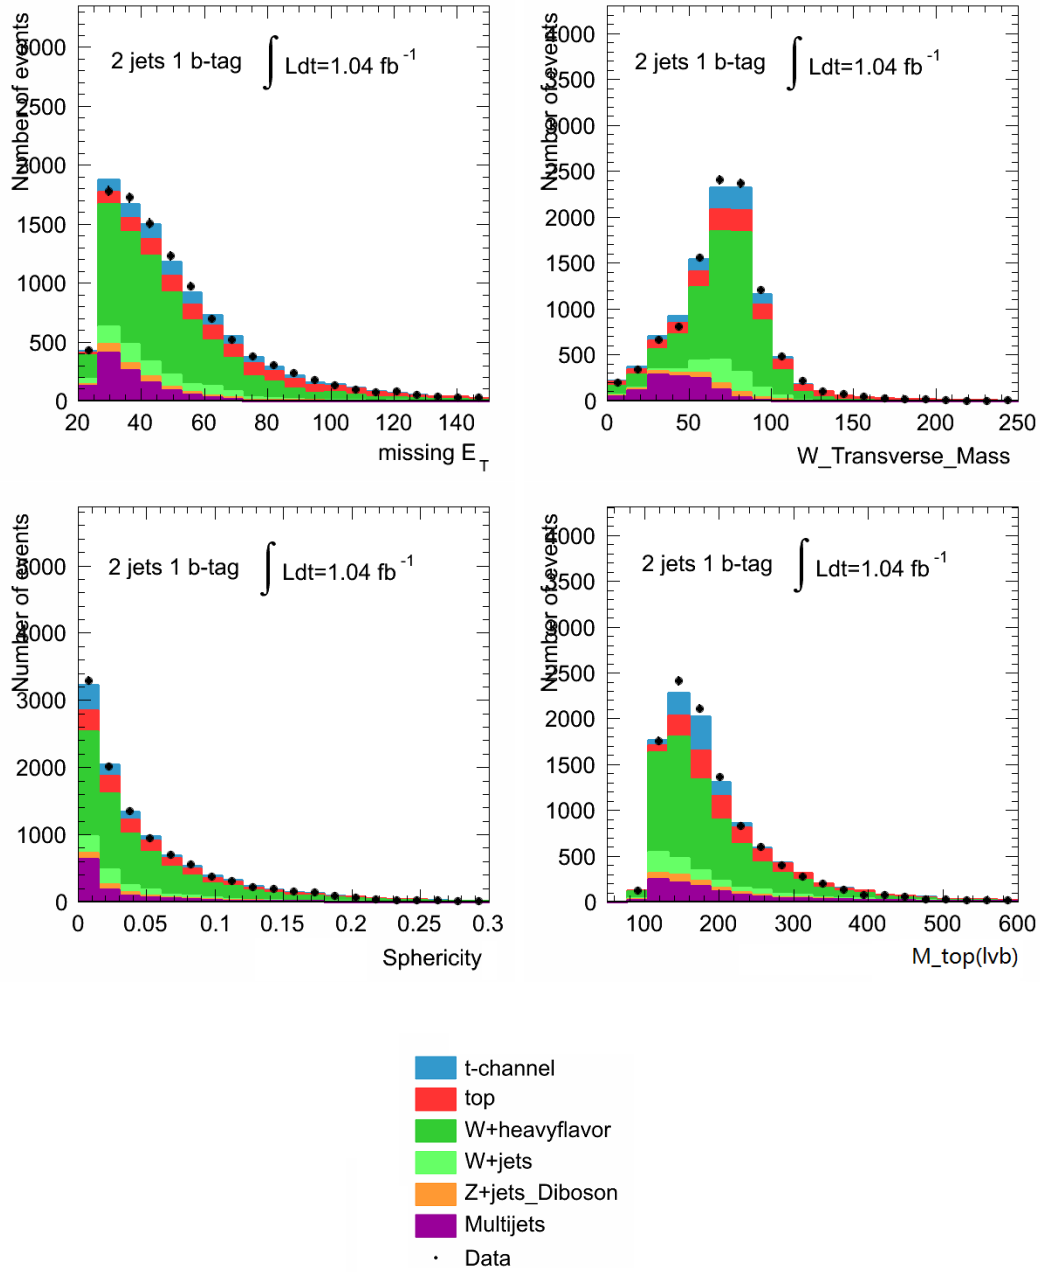 Number of events
3000
2500
2000
1500
1000
500
0
2 jets 1 b-tag ∫ Ldt=1.04 fb⁻¹
20 40 60 80 100 120 140
missing E_T
Number of events
4000
3500
3000
2500
2000
1500
1000
500
0
2 jets 1 b-tag ∫ Ldt=1.04 fb⁻¹
0 50 100 150 200 250
W_Transverse_Mass
Number of events
5000
4000
3000
2000
1000
0
2 jets 1 b-tag ∫ Ldt=1.04 fb⁻¹
0 0.05 0.1 0.15 0.2 0.25 0.3
Sphericity
Number of events
4000
3500
3000
2500
2000
1500
1000
500
0
2 jets 1 b-tag ∫ Ldt=1.04 fb⁻¹
100 200 300 400 500 600
M_top(lvb)
t-channel
top
W+heavyflavor
W+jets
Z+jets_Diboson
Multijets
Data